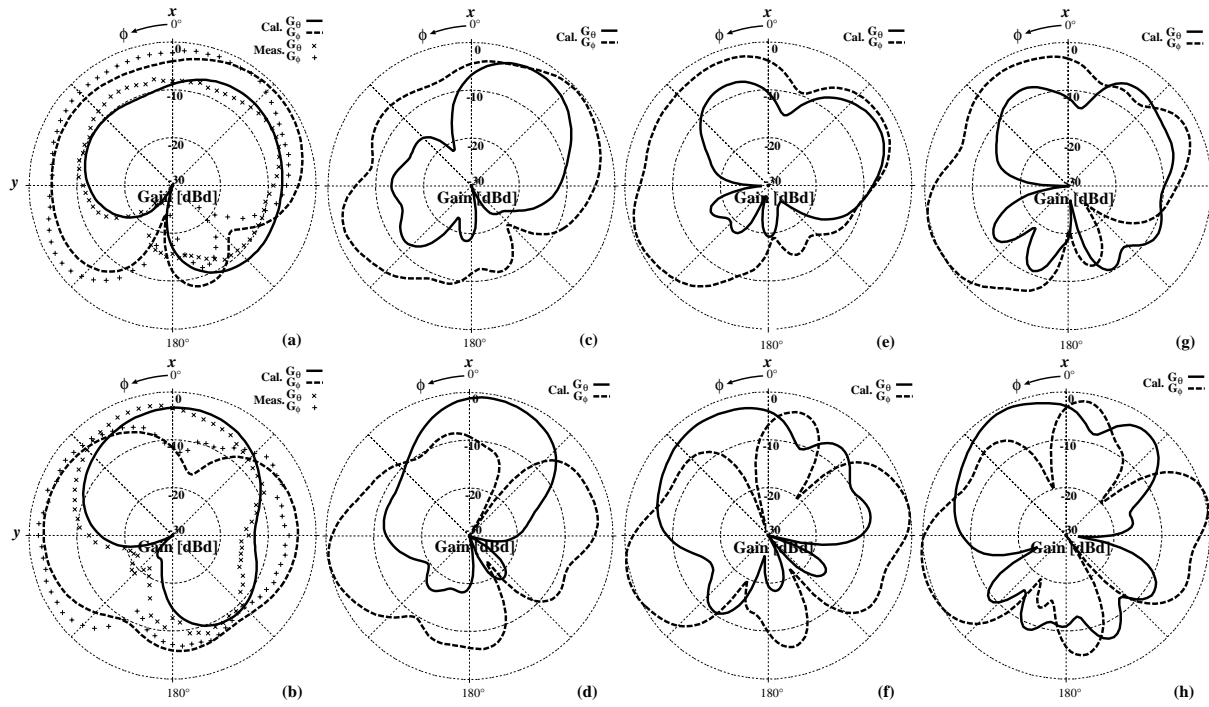 x
0°
ϕ
Cal. Gθ
Gϕ
Meas. Gθ
Gϕ
0
-10
-20
-30
Gain [dBd]
y
180°
(a)
x
0°
ϕ
Cal. Gθ
Gϕ
0
-10
-20
-30
Gain [dBd]
180°
(c)
x
0°
ϕ
Cal. Gθ
Gϕ
0
-10
-20
-30
Gain [dBd]
180°
(e)
x
0°
ϕ
Cal. Gθ
Gϕ
0
-10
-20
-30
Gain [dBd]
180°
(g)
x
0°
ϕ
Cal. Gθ
Gϕ
Meas. Gθ
Gϕ
0
-10
-20
-30
Gain [dBd]
y
180°
(b)
x
0°
ϕ
Cal. Gθ
Gϕ
0
-10
-20
-30
Gain [dBd]
180°
(d)
x
0°
ϕ
Cal. Gθ
Gϕ
0
-10
-20
-30
Gain [dBd]
180°
(f)
x
0°
ϕ
Cal. Gθ
Gϕ
0
-10
-20
-30
Gain [dBd]
180°
(h)